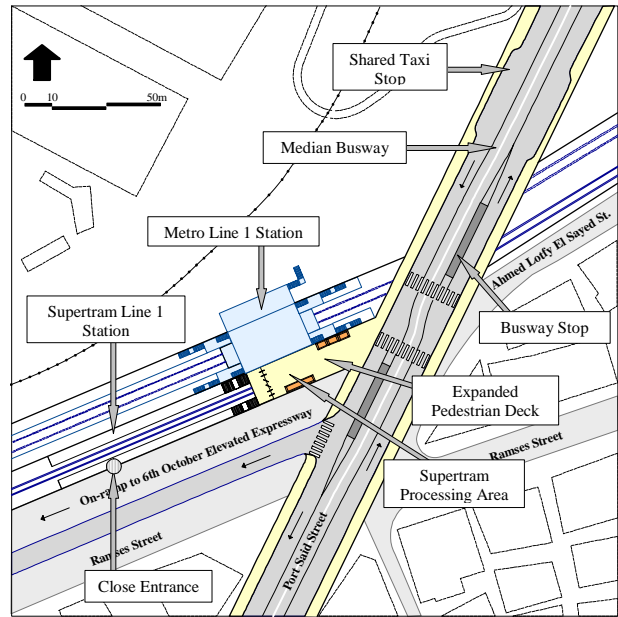 Shared Taxi
Stop
0 10 50m
Median Busway
Metro Line 1 Station
Ahmed Lotfy El Sayed St.
Supertram Line 1
Station
Busway Stop
Expanded
Pedestrian Deck
On-ramp to 6th October Elevated Expressway
Ramses Street
Supertram
Processing Area
Ramses Street
Port Said Street
Close Entrance